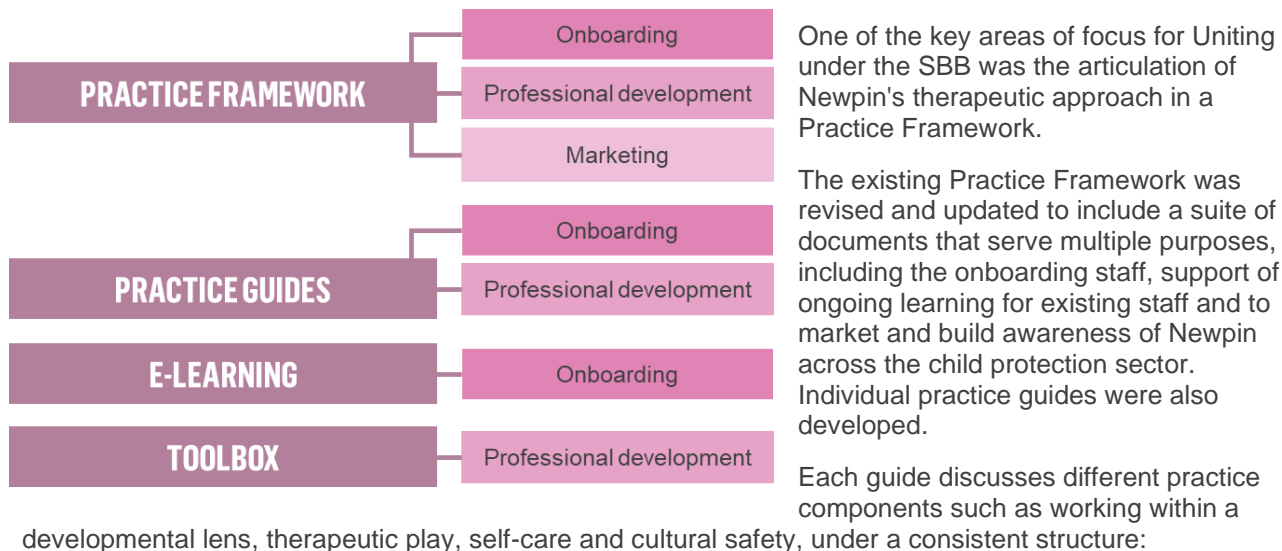 PRACTICE FRAMEWORK
Onboarding
Professional development
Marketing
PRACTICE GUIDES
Onboarding
Professional development
E-LEARNING
Onboarding
TOOLBOX
Professional development
One of the key areas of focus for Uniting
under the SBB was the articulation of
Newpin's therapeutic approach in a
Practice Framework.
The existing Practice Framework was
revised and updated to include a suite of
documents that serve multiple purposes,
including the onboarding staff, support of
ongoing learning for existing staff and to
market and build awareness of Newpin
across the child protection sector.
Individual practice guides were also
developed.
Each guide discusses different practice
components such as working within a
developmental lens, therapeutic play, self-care and cultural safety, under a consistent structure: